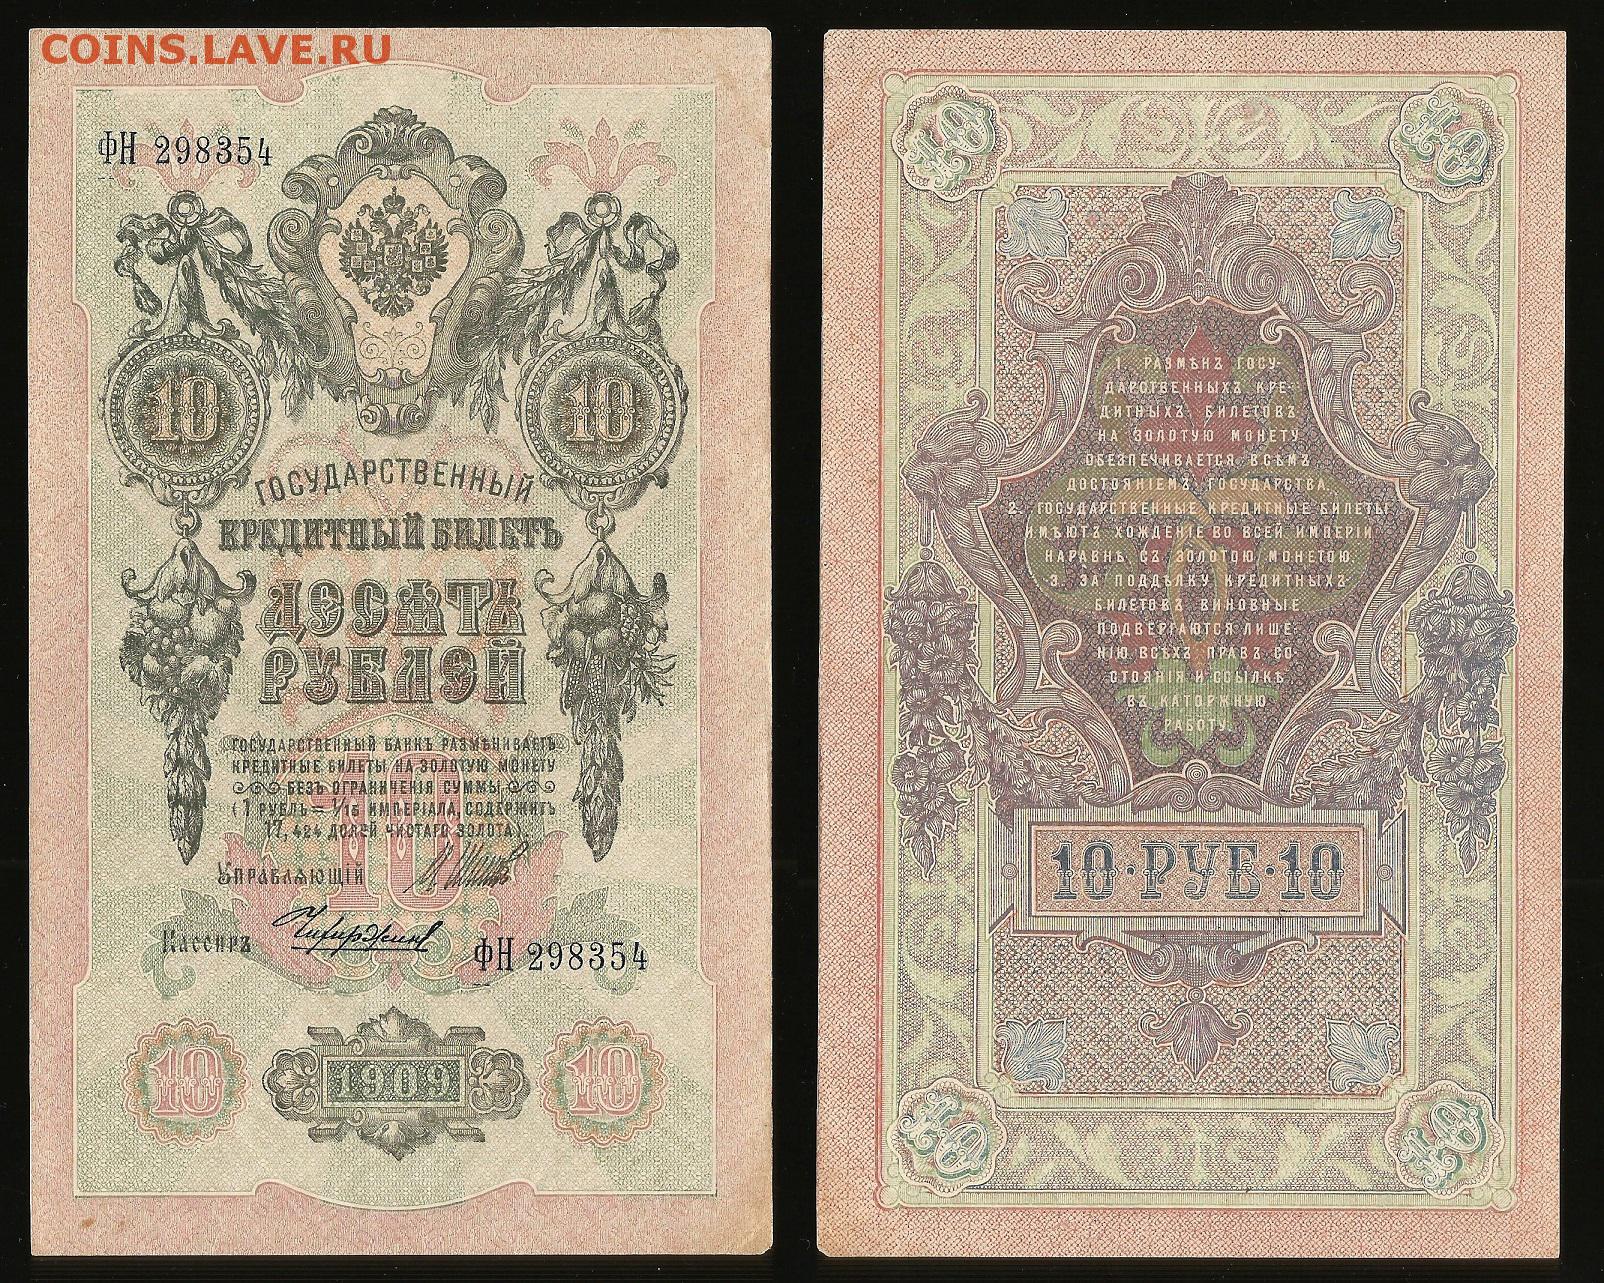 COINS.LAVE.RU
ФН 298354
10
10
ГОСУДАРСТВЕННЫЙ
КРЕДИТНЫЙ БИЛЕТЪ
ДЕСЯТЬ
РУБЛЕЙ
ГОСУДАРСТВЕННЫЙ БАНКЪ РАЗМѢНИВАЕТЪ
КРЕДИТНЫЕ БИЛЕТЫ НА ЗОЛОТУЮ МОНЕТУ
БЕЗЪ ОГРАНИЧЕНІЯ СУММЫ
(1 РУБЛЬ = 1/15 ИМПЕРІАЛА, СОДЕРЖИТЪ
17,424 ДОЛЕЙ ЧИСТАГО ЗОЛОТА).
10
Управляющій
Кассиръ
ФН 298354
10
1909
10
10
10
1. РАЗМѢНЪ ГОСУ-
ДАРСТВЕННЫХЪ КРЕ-
ДИТНЫХЪ БИЛЕТОВЪ
НА ЗОЛОТУЮ МОНЕТУ
ОБЕЗПЕЧИВАЕТСЯ ВСѢМЪ
ДОСТОЯНІЕМЪ ГОСУДАРСТВА.
2. ГОСУДАРСТВЕННЫЕ КРЕДИТНЫЕ БИЛЕТЫ
ИМѢЮТЪ ХОЖДЕНІЕ ВО ВСЕЙ ИМПЕРІИ
НАРАВНѢ СЪ ЗОЛОТОЮ МОНЕТОЮ.
3. ЗА ПОДДѢЛКУ КРЕДИТНЫХЪ
БИЛЕТОВЪ ВИНОВНЫЕ
ПОДВЕРГАЮТСЯ ЛИШЕ-
НІЮ ВСѢХЪ ПРАВЪ СО-
СТОЯНІЯ И ССЫЛКѢ
ВЪ КАТОРЖНУЮ
РАБОТУ.
10·РУБ·10
10
10